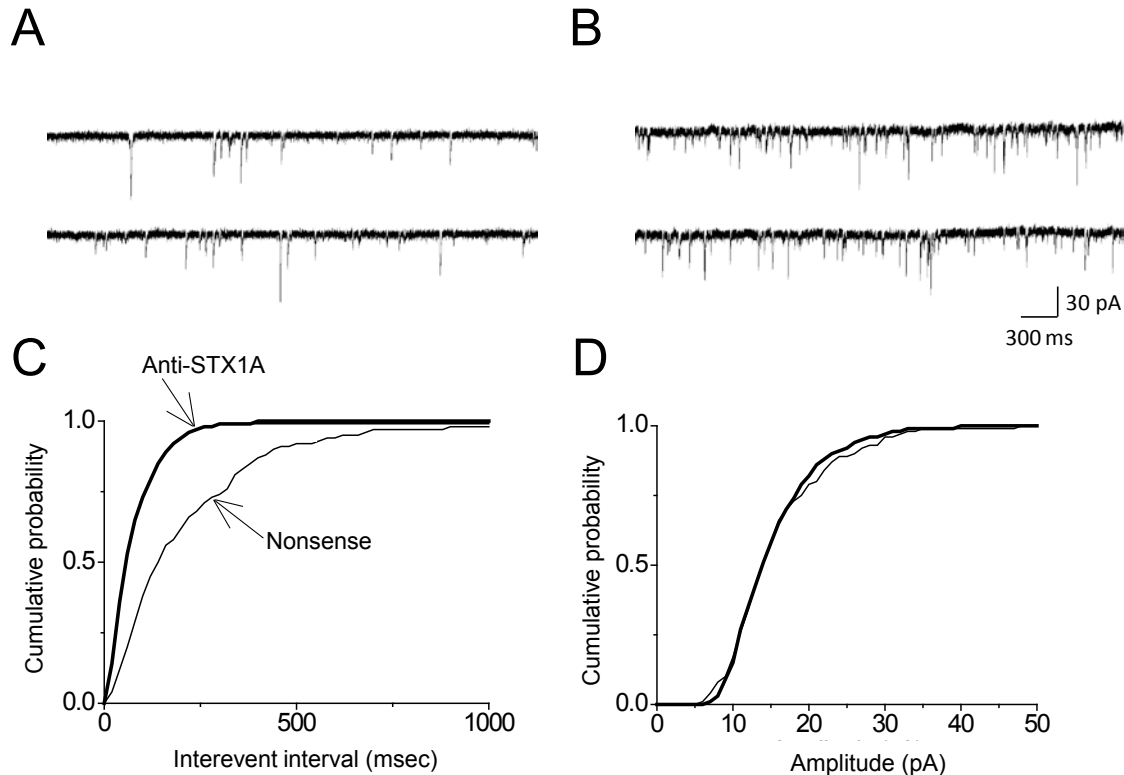 A
B
30 pA
300 ms
C
Anti-STX1A
Nonsense
1.0
0.5
0.0
Cumulative probability
0
500
1000
Interevent interval (msec)
D
1.0
0.5
0.0
Cumulative probability
0
10
20
30
40
50
Amplitude (pA)